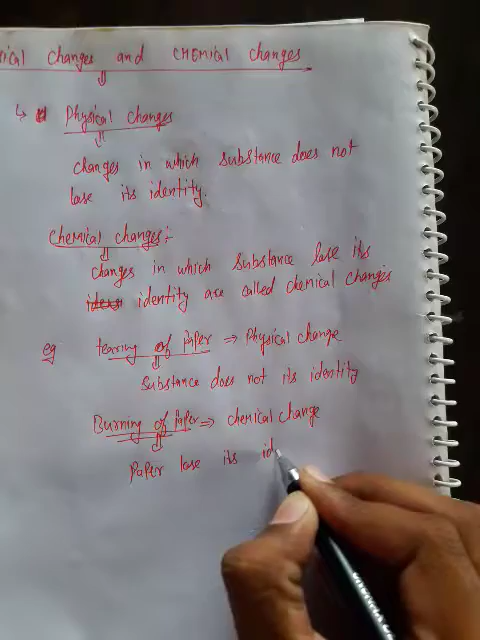 ical changes and CHEMICAL changes
↳ Physical changes
changes in which substance does not
lose its identity.
Chemical changes:-
changes in which substance lose its
identity are called chemical changes
eg tearing of Paper ⇒ Physical change
Substance does not its identity
Burning of Paper ⇒ chemical change
Paper lose its id